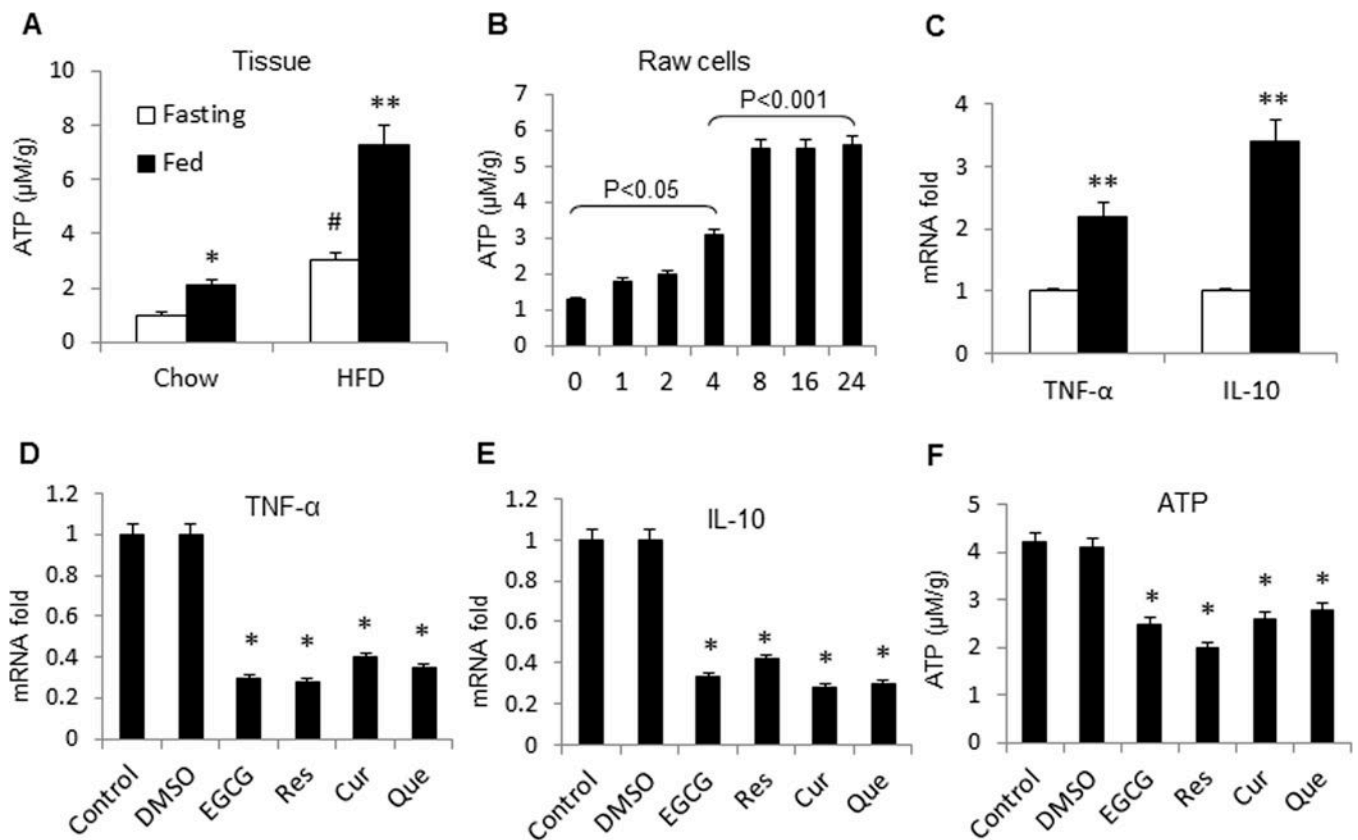 A
Tissue
ATP (µM/g)
10
8
6
4
2
0
Fasting
Fed
*
#
**
Chow
HFD
B
Raw cells
ATP (µM/g)
7
6
5
4
3
2
1
0
P<0.05
P<0.001
0 1 2 4 8 16 24
C
mRNA fold
4
3
2
1
0
**
**
TNF-α
IL-10
D
TNF-α
mRNA fold
1.2
1
0.8
0.6
0.4
0.2
0
* * * *
Control
DMSO
EGCG
Res
Cur
Que
E
IL-10
mRNA fold
1.2
1
0.8
0.6
0.4
0.2
0
* * * *
Control
DMSO
EGCG
Res
Cur
Que
F
ATP
ATP (µM/g)
5
4
3
2
1
0
* * * *
Control
DMSO
EGCG
Res
Cur
Que